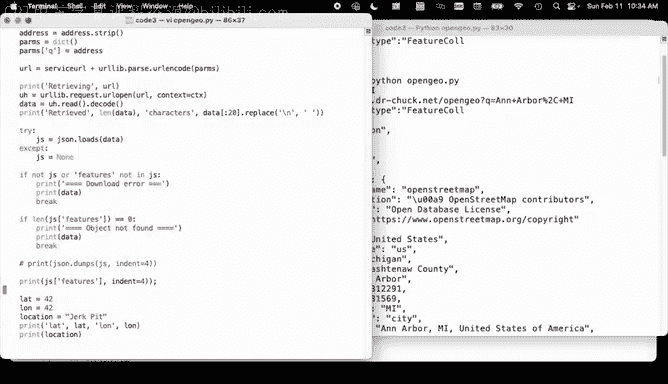 Terminal Shell Edit View Window Help
Sun Feb 11 10:34 AM
code3 — vi opengeo.py — 86×37
address = address.strip()
parms = dict()
parms['q'] = address
url = serviceurl + urllib.parse.urlencode(parms)
print('Retrieving', url)
uh = urllib.request.urlopen(url, context=ctx)
data = uh.read().decode()
print('Retrieved', len(data), 'characters', data[:20].replace('\n', ' '))
try:
js = json.loads(data)
except:
js = None
if not js or 'features' not in js:
print('==== Download error ===')
print(data)
break
if len(js['features']) == 0:
print('==== Object not found ====')
print(data)
break
# print(json.dumps(js, indent=4))
print(js['features'], indent=4));
lat = 42
lon = 42
location = "Jerk Pit"
print('lat', lat, 'lon', lon)
print(location)
code3 — Python opengeo.py — 83×30
type":"FeatureColl
python opengeo.py
MI
.dr-chuck.net/opengeo?q=Ann+Arbor%2C+MI
type":"FeatureColl
on",
: {
ame": "openstreetmap",
tion": "\u00a9 OpenStreetMap contributors",
": "Open Database License",
https://www.openstreetmap.org/copyright"
United States",
e": "us",
chigan",
ashtenaw County",
Arbor",
312291,
31569,
": "MI",
": "city",
"Ann Arbor, MI, United States of America",